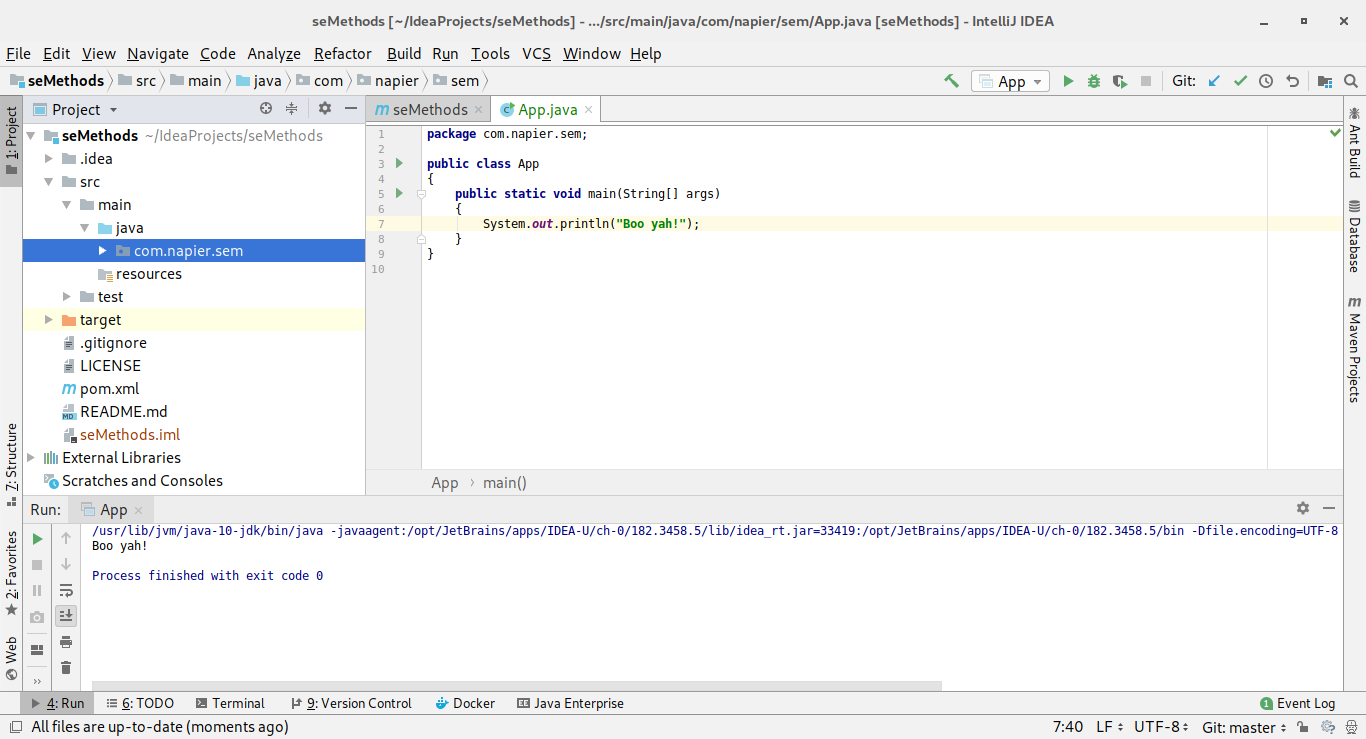 seMethods [~/IdeaProjects/seMethods] - .../src/main/java/com/napier/sem/App.java [seMethods] - IntelliJ IDEA
File Edit View Navigate Code Analyze Refactor Build Run Tools VCS Window Help
seMethods src main java com napier sem App Git:
1: Project
7: Structure
2: Favorites
Web
Project
seMethods ~/IdeaProjects/seMethods
.idea
src
main
java
com.napier.sem
resources
test
target
.gitignore
LICENSE
m pom.xml
MD README.md
seMethods.iml
External Libraries
Scratches and Consoles
m seMethods C App.java
1 package com.napier.sem;
2
3 public class App
4 {
5 public static void main(String[] args)
6 {
7 System.out.println("Boo yah!");
8 }
9 }
10
App main()
Ant Build
Database
m Maven Projects
Run: App
/usr/lib/jvm/java-10-jdk/bin/java -javaagent:/opt/JetBrains/apps/IDEA-U/ch-0/182.3458.5/lib/idea_rt.jar=33419:/opt/JetBrains/apps/IDEA-U/ch-0/182.3458.5/bin -Dfile.encoding=UTF-8
Boo yah!
Process finished with exit code 0
4: Run 6: TODO Terminal 9: Version Control Docker Java Enterprise 1 Event Log
All files are up-to-date (moments ago) 7:40 LF UTF-8 Git: master